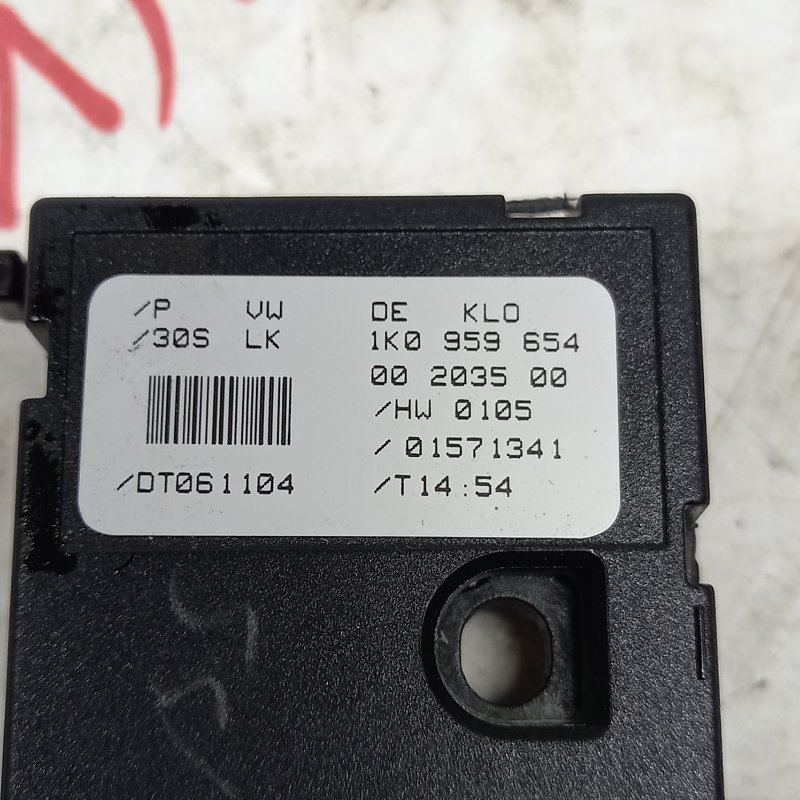 /P VW DE KLO
/30S LK 1K0 959 654
00 2035 00
/HW 0105
/01571341
/DT061104 /T14:54